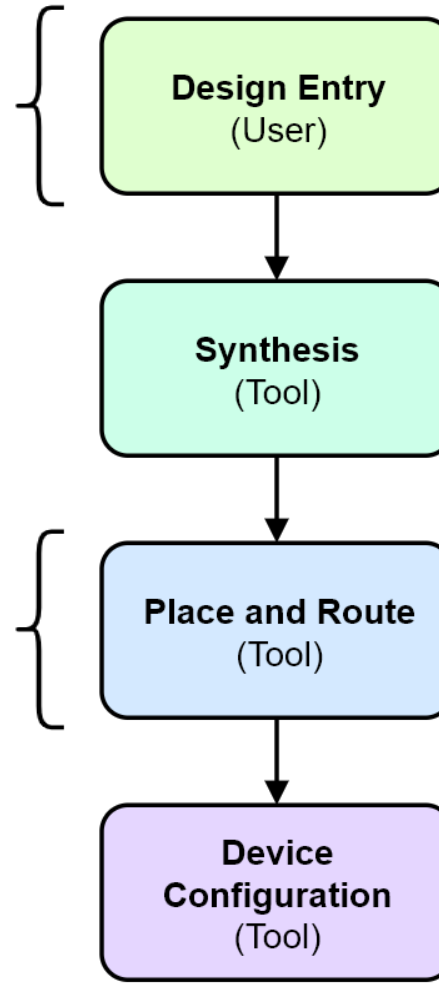 Design Entry
(User)
Synthesis
(Tool)
Place and Route
(Tool)
Device
Configuration
(Tool)